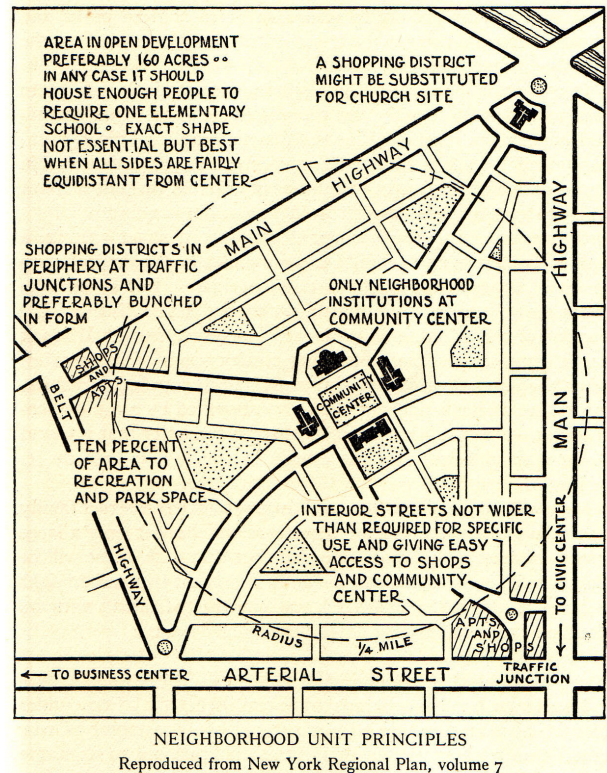 AREA IN OPEN DEVELOPMENT
PREFERABLY 160 ACRES ••
IN ANY CASE IT SHOULD
HOUSE ENOUGH PEOPLE TO
REQUIRE ONE ELEMENTARY
SCHOOL • EXACT SHAPE
NOT ESSENTIAL BUT BEST
WHEN ALL SIDES ARE FAIRLY
EQUIDISTANT FROM CENTER
A SHOPPING DISTRICT
MIGHT BE SUBSTITUTED
FOR CHURCH SITE
MAIN HIGHWAY
MAIN HIGHWAY
SHOPPING DISTRICTS IN
PERIPHERY AT TRAFFIC
JUNCTIONS AND
PREFERABLY BUNCHED
IN FORM
ONLY NEIGHBORHOOD
INSTITUTIONS AT
COMMUNITY CENTER
SHOPS
AND
APTS
BELT HIGHWAY
COMMUNITY
CENTER
TEN PERCENT
OF AREA TO
RECREATION
AND PARK SPACE
INTERIOR STREETS NOT WIDER
THAN REQUIRED FOR SPECIFIC
USE AND GIVING EASY
ACCESS TO SHOPS
AND COMMUNITY
CENTER
TO CIVIC CENTER
APTS
AND
SHOPS
RADIUS 1/4 MILE
TO BUSINESS CENTER
ARTERIAL STREET
TRAFFIC
JUNCTION
NEIGHBORHOOD UNIT PRINCIPLES
Reproduced from New York Regional Plan, volume 7